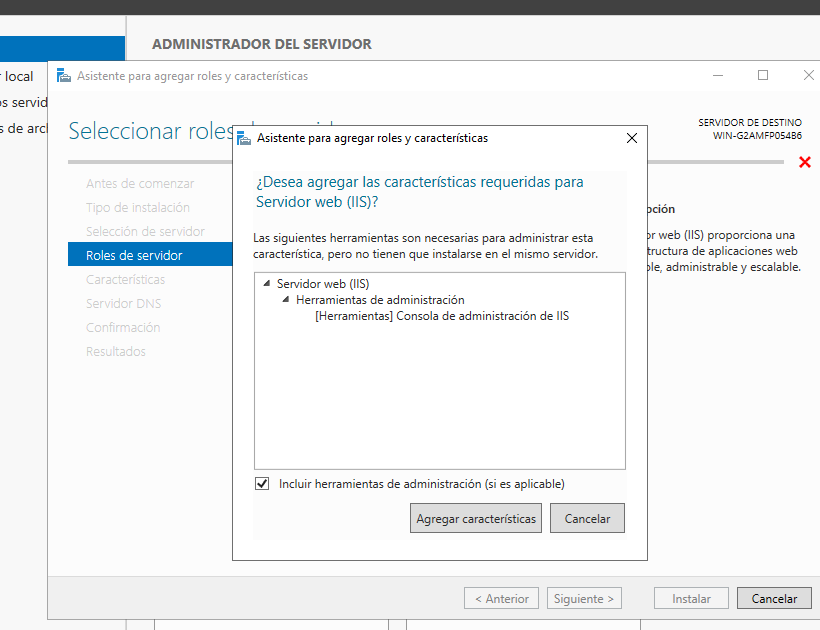 ADMINISTRADOR DEL SERVIDOR
local
servid
s de
Asistente para agregar roles y características
Seleccionar roles
SERVIDOR DE DESTINO
WIN-G2AMFP054B6
Antes de comenzar
Tipo de instalación
Selección de servidor
Roles de servidor
Características
Servidor DNS
Confirmación
Resultados
Asistente para agregar roles y características
¿Desea agregar las características requeridas para
Servidor web (IIS)?
Las siguientes herramientas son necesarias para administrar esta
característica, pero no tienen que instalarse en el mismo servidor.
Servidor web (IIS)
Herramientas de administración
[Herramientas] Consola de administración de IIS
Incluir herramientas de administración (si es aplicable)
Agregar características
Cancelar
pción
or web (IIS) proporciona una
tructura de aplicaciones web
ble, administrable y escalable.
< Anterior
Siguiente >
Instalar
Cancelar